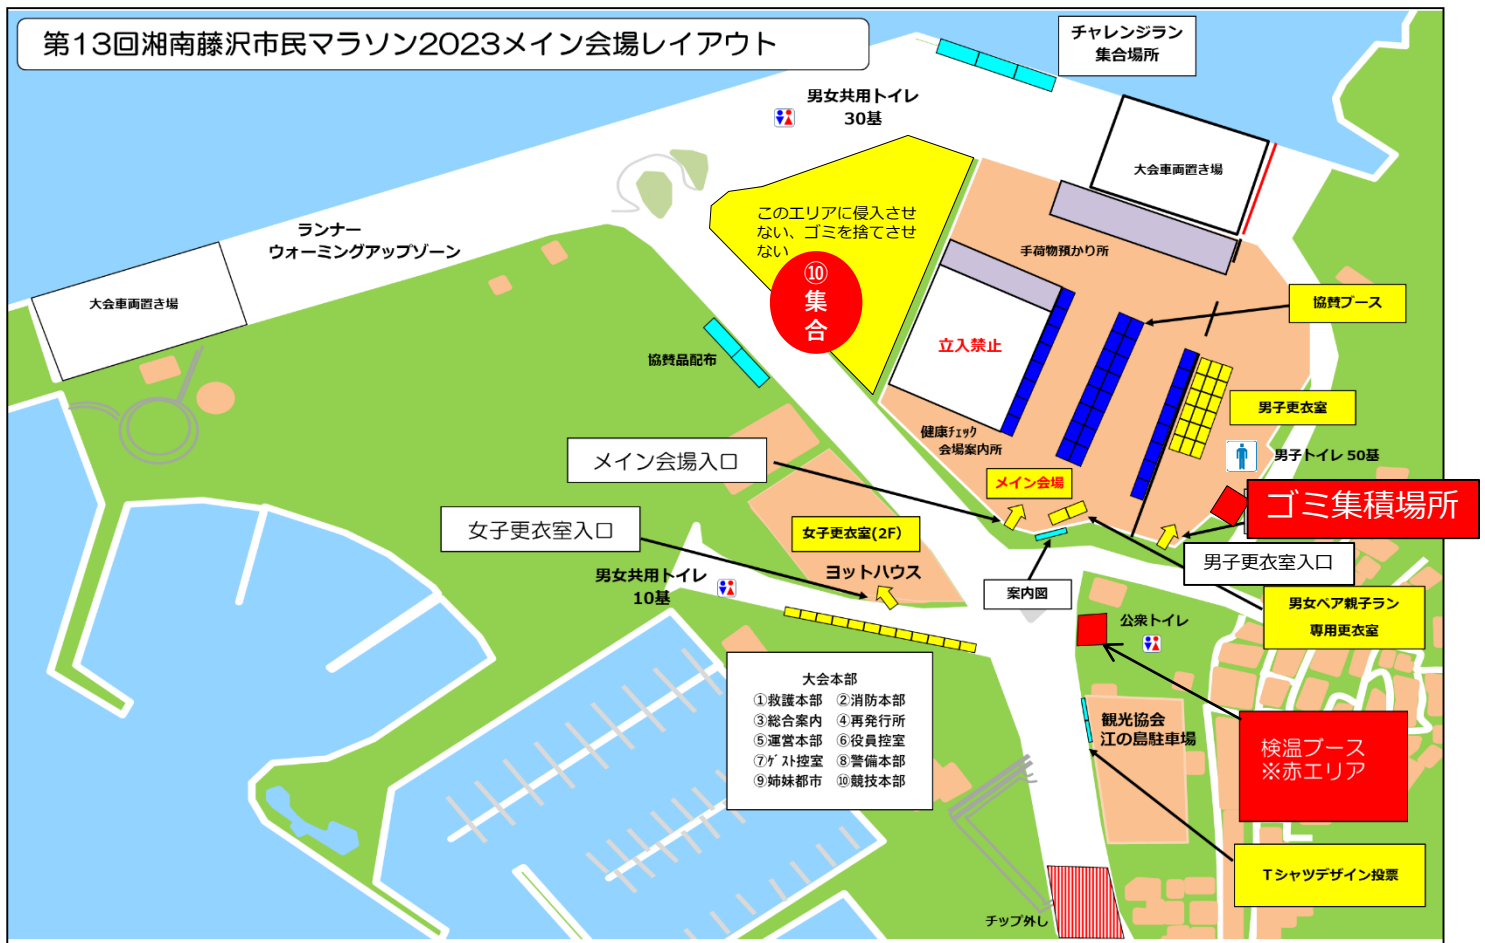 第13回湘南藤沢市民マラソン2023メイン会場レイアウト
チャレンジラン
集合場所
男女共用トイレ
30基
大会車両置き場
このエリアに侵入させ
ない、ゴミを捨てさせ
ない
⑩
集
合
ランナー
ウォーミングアップゾーン
手荷物預かり所
大会車両置き場
協賛ブース
立入禁止
協賛品配布
男子更衣室
健康ﾁｪｯｸ
会場案内所
メイン会場入口
男子トイレ 50基
メイン会場
ゴミ集積場所
女子更衣室入口
女子更衣室(2F)
男子更衣室入口
ヨットハウス
男女共用トイレ
10基
案内図
男女ペア親子ラン
専用更衣室
公衆トイレ
大会本部
①救護本部 ②消防本部
③総合案内 ④再発行所
⑤運営本部 ⑥役員控室
⑦ｹﾞｽﾄ控室 ⑧警備本部
⑨姉妹都市 ⑩競技本部
観光協会
江の島駐車場
検温ブース
※赤エリア
Tシャツデザイン投票
チップ外し